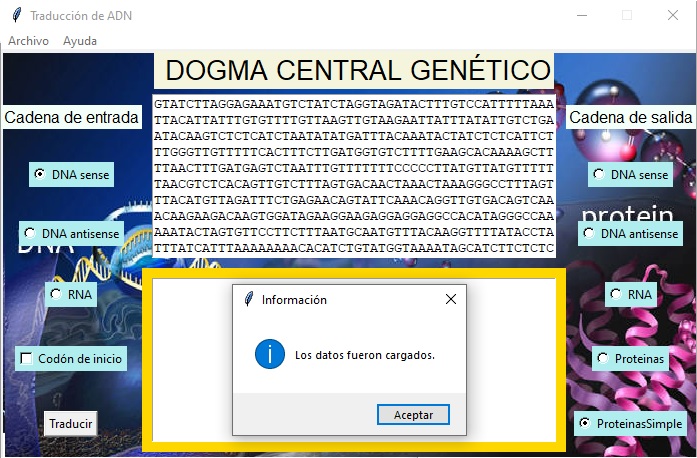 Traducción de ADN
Archivo Ayuda
DOGMA CENTRAL GENÉTICO
GTATCTTAGGAGAAATGTCTATCTAGGTAGATACTTTGTCCATTTTTAAA
TTACATTATTTGTGTTTTGTTAAGTTGTAAGAATTATTTATATTGTCTGA
ATACAAGTCTCTCATCTAATATATGATTTACAAATACTATCTCTCATTCT
TTGGGTTGTTTTTCACTTTCTTGATGGTGTCTTTTGAAGCACAAAAGCTT
TTAACTTTGATGAGTCTAATTTGTTTTTTTCCCCCTTATGTTATGTTTTT
TAACGTCTCACAGTTGTCTTTAGTGACAACTAAACTAAAGGGCCTTTAGT
TTACATGTTAGATTTCTGAGAACAGTATTCAAACAGGTTGTGACAGTCAA
ACAAGAAGACAAGTGGATAGAAGGAAGAGGAGGAGGCCACATAGGGCCAA
AAATACTAGTGTTCCTTCTTTAATGCAATGTTTACAAGGTTTTATACCTA
TTTATCATTTAAAAAAAAACACATCTGTATGGTAAAATAGCATCTTCTCTC
Cadena de entrada
DNA sense
DNA antisense
DNA
RNA
Codón de inicio
Traducir
Cadena de salida
DNA sense
protein
DNA antisense
RNA
Proteinas
ProteinasSimple
Información
Los datos fueron cargados.
Aceptar